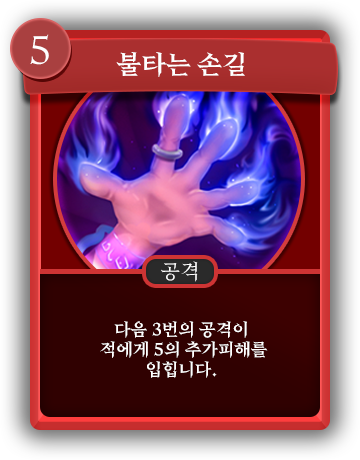 5
불타는 손길
공격
다음 3번의 공격이
적에게 5의 추가피해를
입힙니다.